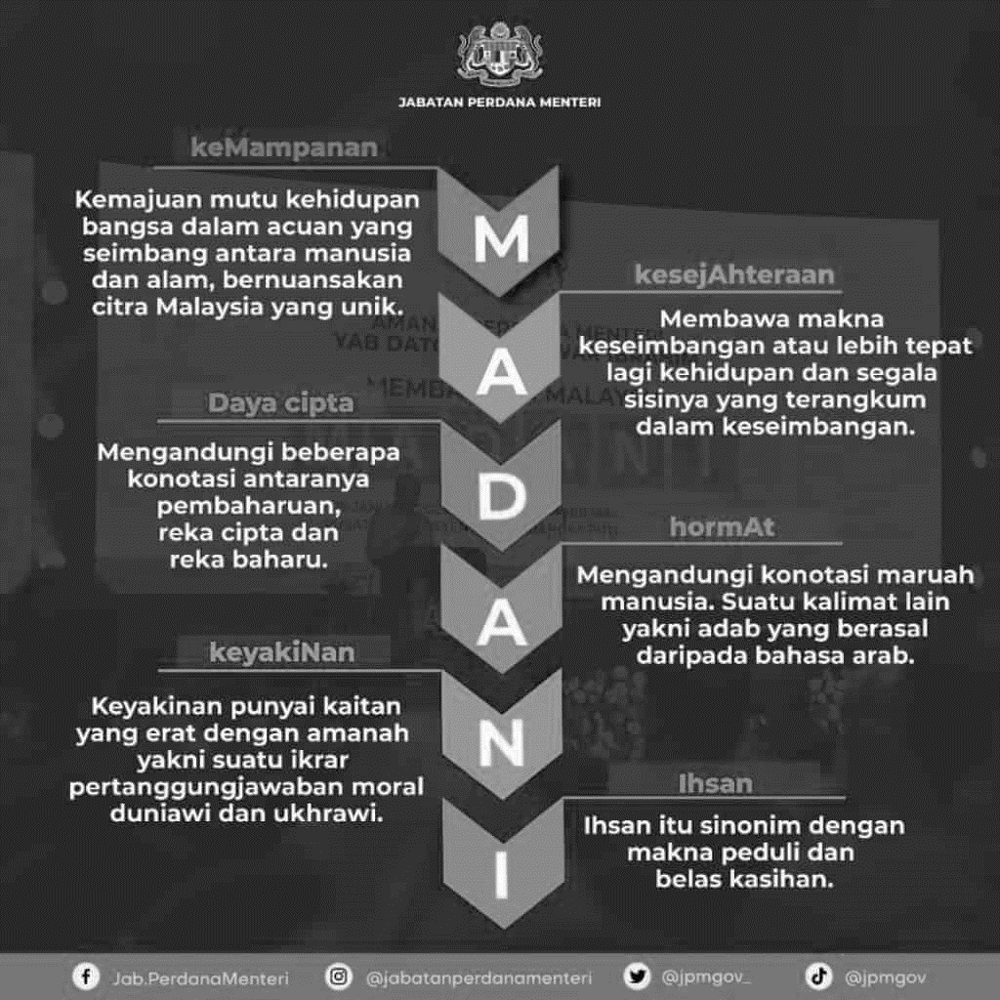 JABATAN PERDANA MENTERI
keMampanan
Kemajuan mutu kehidupan
bangsa dalam acuan yang
seimbang antara manusia
dan alam, bernuansakan
citra Malaysia yang unik.
M
kesejAhteraan
Membawa makna
keseimbangan atau lebih tepat
lagi kehidupan dan segala
sisinya yang terangkum
dalam keseimbangan.
A
Daya cipta
Mengandungi beberapa
konotasi antaranya
pembaharuan,
reka cipta dan
reka baharu.
D
hormAt
Mengandungi konotasi maruah
manusia. Suatu kalimat lain
yakni adab yang berasal
daripada bahasa arab.
A
keyakiNan
Keyakinan punyai kaitan
yang erat dengan amanah
yakni suatu ikrar
pertanggungjawaban moral
duniawi dan ukhrawi.
N
Ihsan
Ihsan itu sinonim dengan
makna peduli dan
belas kasihan.
I
Jab.PerdanaMenteri @jabatanperdanamenteri @jpmgov_ @jpmgov